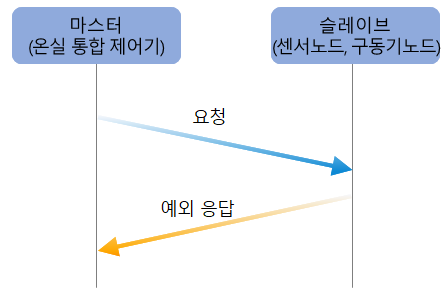 마스터
(온실 통합 제어기)
슬레이브
(센서노드, 구동기노드)
요청
예외 응답